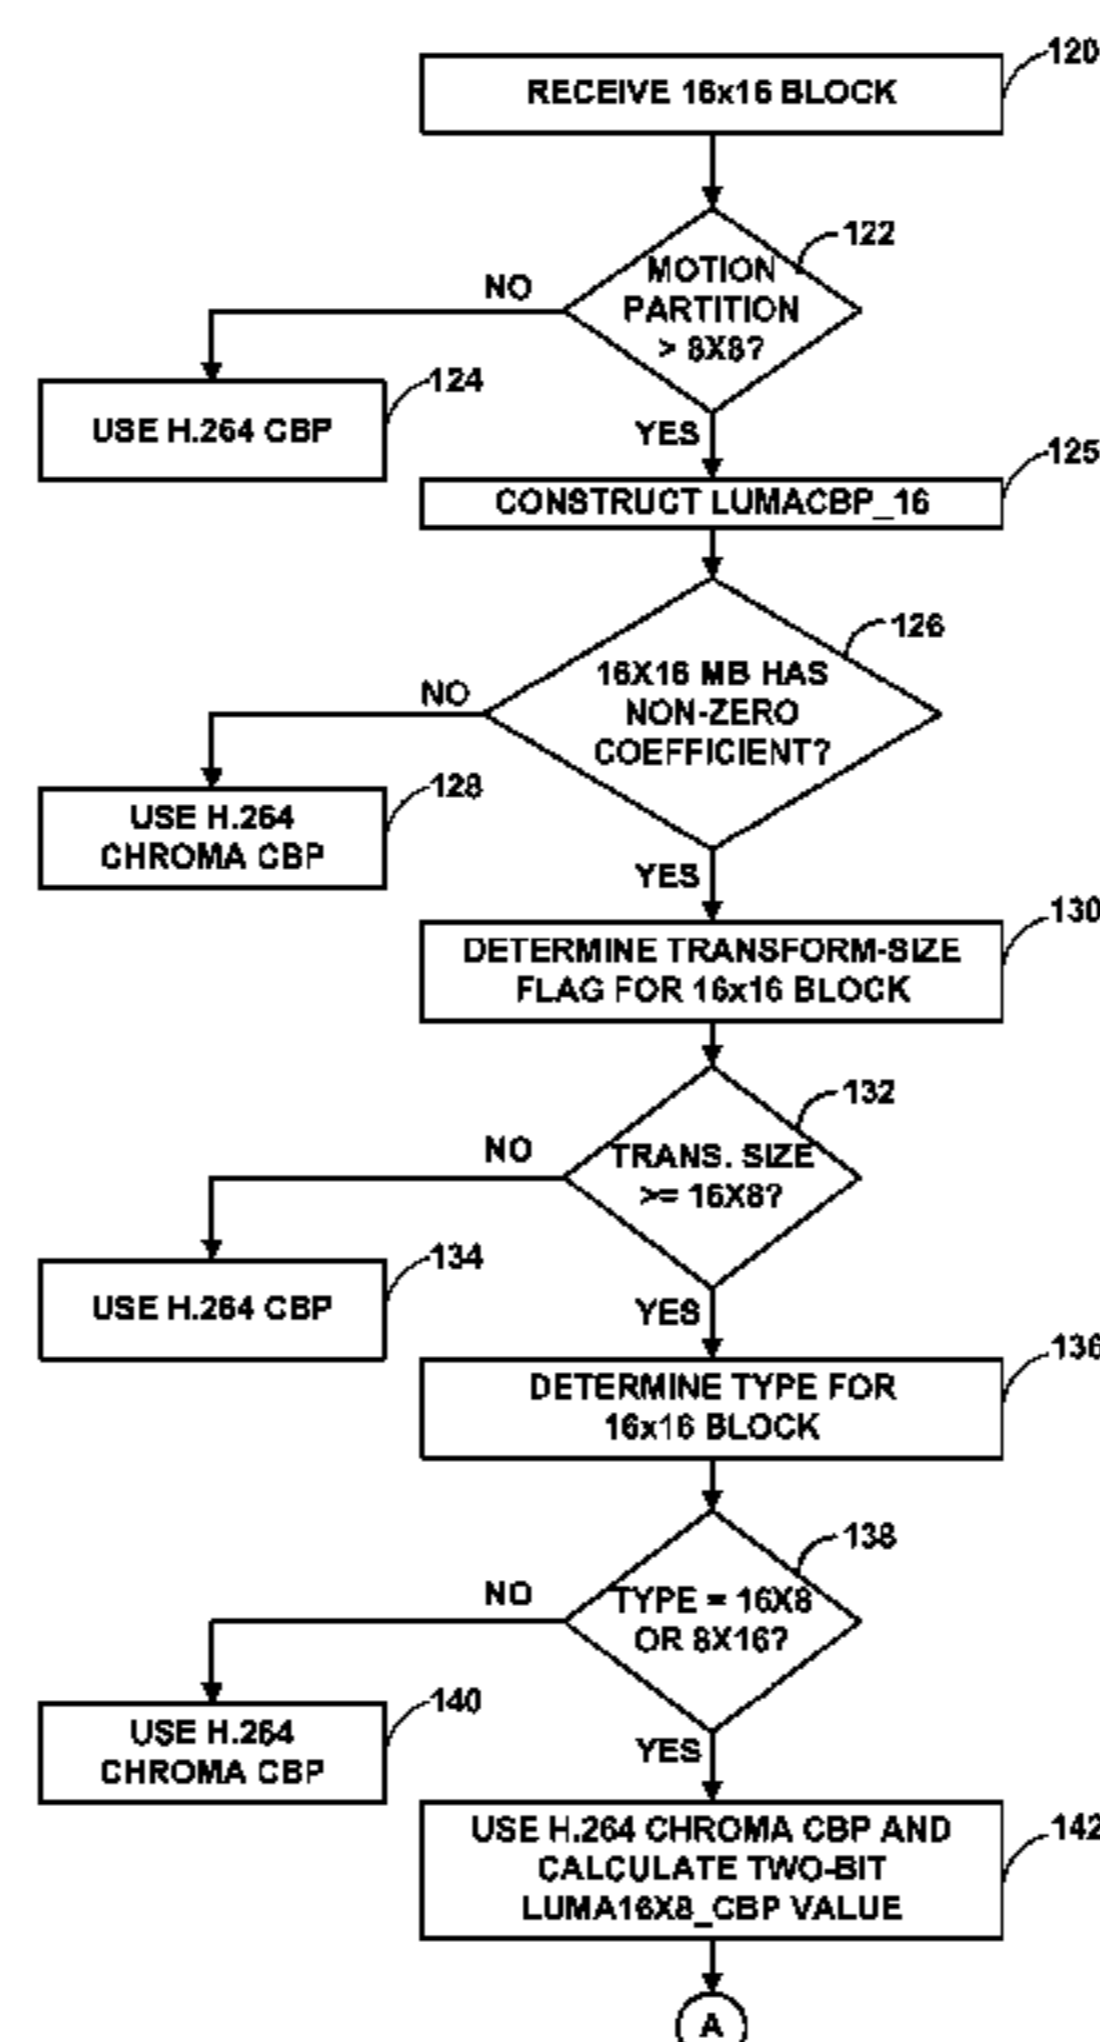 120
RECEIVE 16x16 BLOCK
122
MOTION
PARTITION
> 8X8?
NO
124
USE H.264 CBP
YES
125
CONSTRUCT LUMACBP_16
126
16X16 MB HAS
NON-ZERO
COEFFICIENT?
NO
128
USE H.264
CHROMA CBP
YES
130
DETERMINE TRANSFORM-SIZE
FLAG FOR 16x16 BLOCK
132
TRANS. SIZE
>= 16X8?
NO
134
USE H.264 CBP
YES
136
DETERMINE TYPE FOR
16x16 BLOCK
138
TYPE = 16X8
OR 8X16?
NO
140
USE H.264
CHROMA CBP
YES
142
USE H.264 CHROMA CBP AND
CALCULATE TWO-BIT
LUMA16X8_CBP VALUE
A